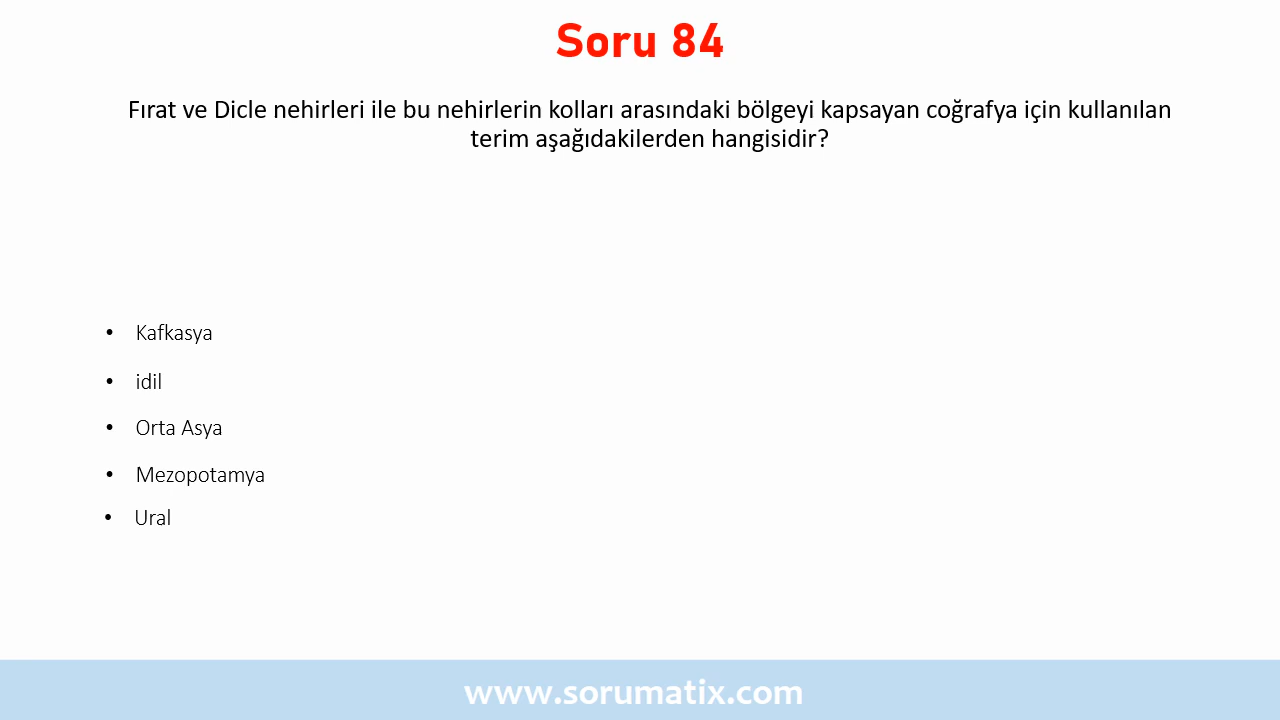 Soru 84
Fırat ve Dicle nehirleri ile bu nehirlerin kolları arasındaki bölgeyi kapsayan coğrafya için kullanılan
terim aşağıdakilerden hangisidir?
• Kafkasya
• idil
• Orta Asya
• Mezopotamya
• Ural
www.sorumatix.com